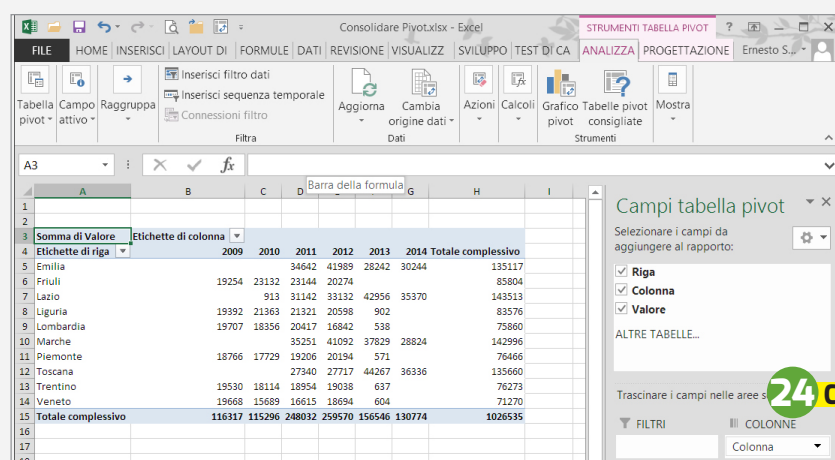 Consolidare Pivot.xlsx - Excel
STRUMENTI TABELLA PIVOT
?
FILE HOME INSERISCI LAYOUT DI FORMULE DATI REVISIONE VISUALIZZ SVILUPPO TEST DI CA ANALIZZA PROGETTAZIONE Ernesto S...
Tabella pivot
Campo attivo
Raggruppa
Inserisci filtro dati
Inserisci sequenza temporale
Connessioni filtro
Filtra
Aggiorna
Cambia origine dati
Dati
Azioni
Calcoli
Grafico pivot
Tabelle pivot consigliate
Strumenti
Mostra
A3
fx
Barra della formula
A B C D G H I
1
2
3 Somma di Valore Etichette di colonna
4 Etichette di riga 2009 2010 2011 2012 2013 2014 Totale complessivo
5 Emilia 34642 41989 28242 30244 135117
6 Friuli 19254 23132 23144 20274 85804
7 Lazio 913 31142 33132 42956 35370 143513
8 Liguria 19392 21363 21321 20598 902 83576
9 Lombardia 19707 18356 20417 16842 538 75860
10 Marche 35251 41092 37829 28824 142996
11 Piemonte 18766 17729 19206 20194 571 76466
12 Toscana 27340 27717 44267 36336 135660
13 Trentino 19530 18114 18954 19038 637 76273
14 Veneto 19668 15689 16615 18694 604 71270
15 Totale complessivo 116317 115296 248032 259570 156546 130774 1026535
16
17
Campi tabella pivot
Selezionare i campi da
aggiungere al rapporto:
Riga
Colonna
Valore
ALTRE TABELLE...
Trascinare i campi nelle aree
24
FILTRI
COLONNE
Colonna